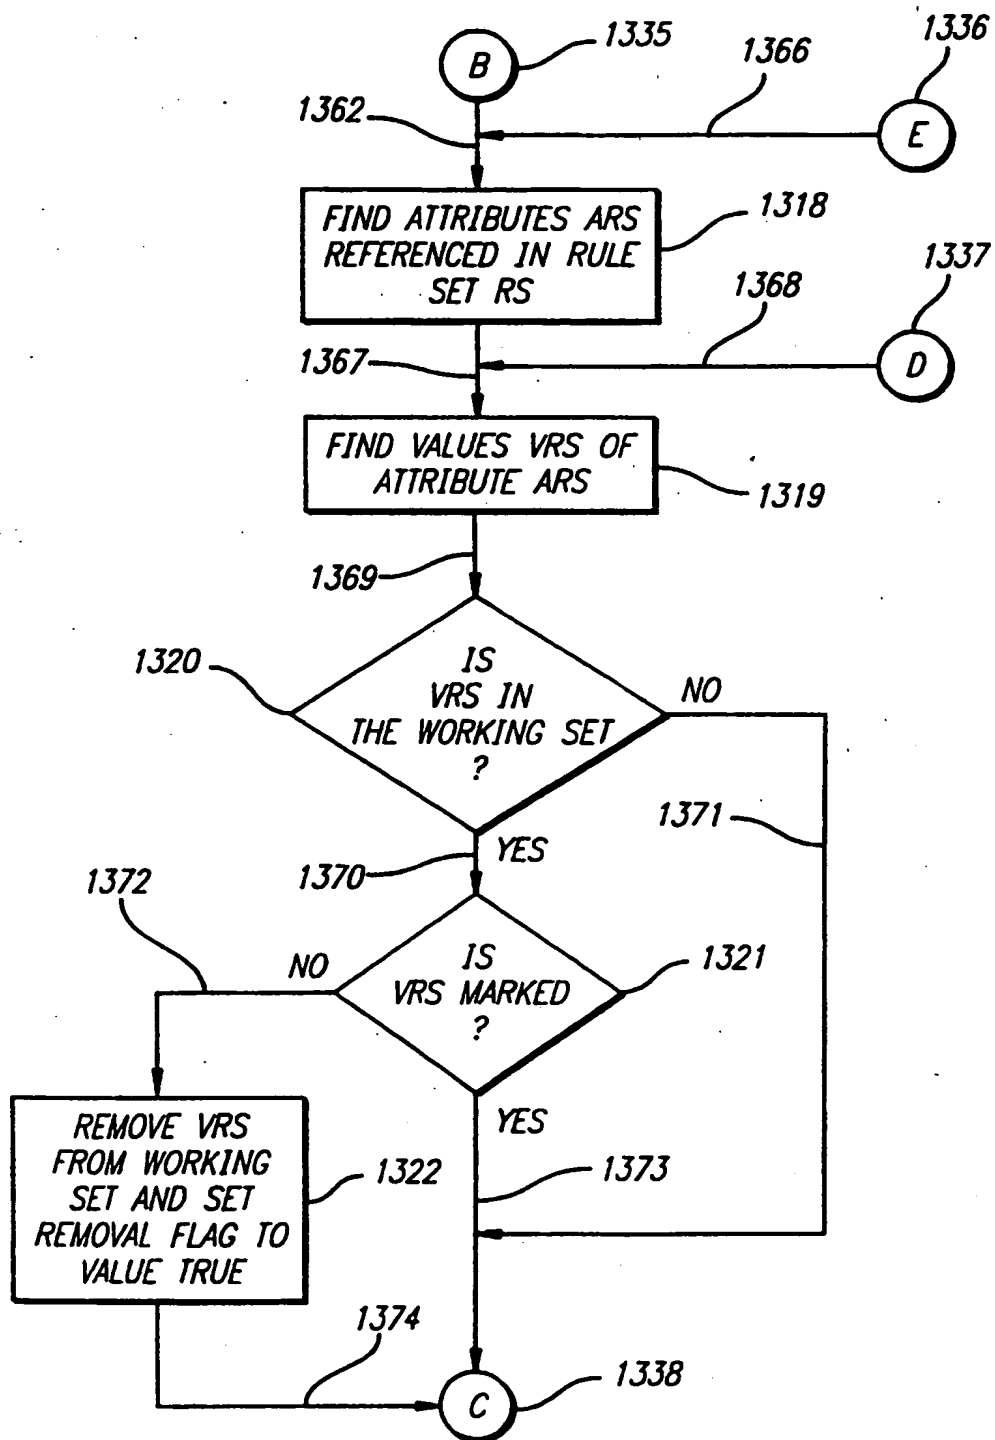 B
1335
1336
1366
1362
E
FIND ATTRIBUTES ARS
REFERENCED IN RULE
SET RS
1318
1337
1368
1367
D
FIND VALUES VRS OF
ATTRIBUTE ARS
1319
1369
1320
IS
VRS IN
THE WORKING SET
?
NO
1371
YES
1370
1372
NO
IS
VRS MARKED
?
1321
YES
REMOVE VRS
FROM WORKING
SET AND SET
REMOVAL FLAG TO
VALUE TRUE
1322
1373
1374
C
1338